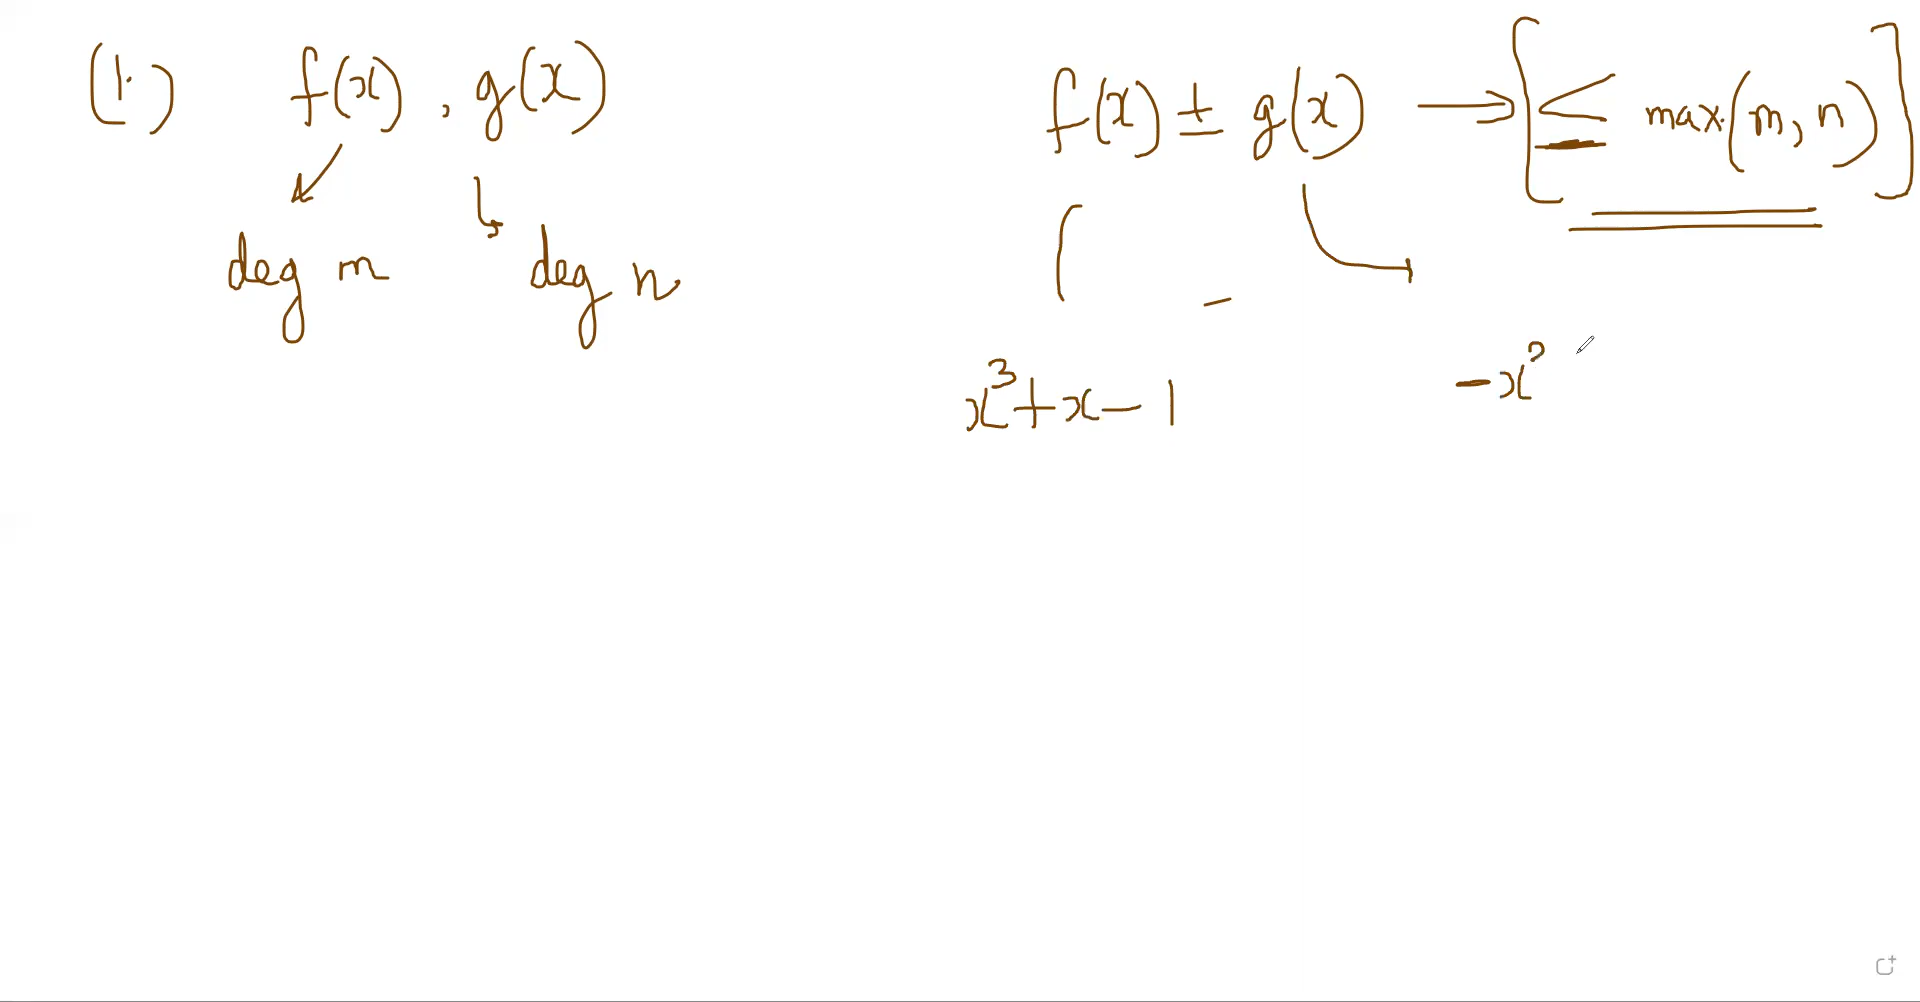 (1.) f(x), g(x) f(x) ± g(x) → [≤ max.(m, n)]
deg m deg n
−
x³+x−1 −x²